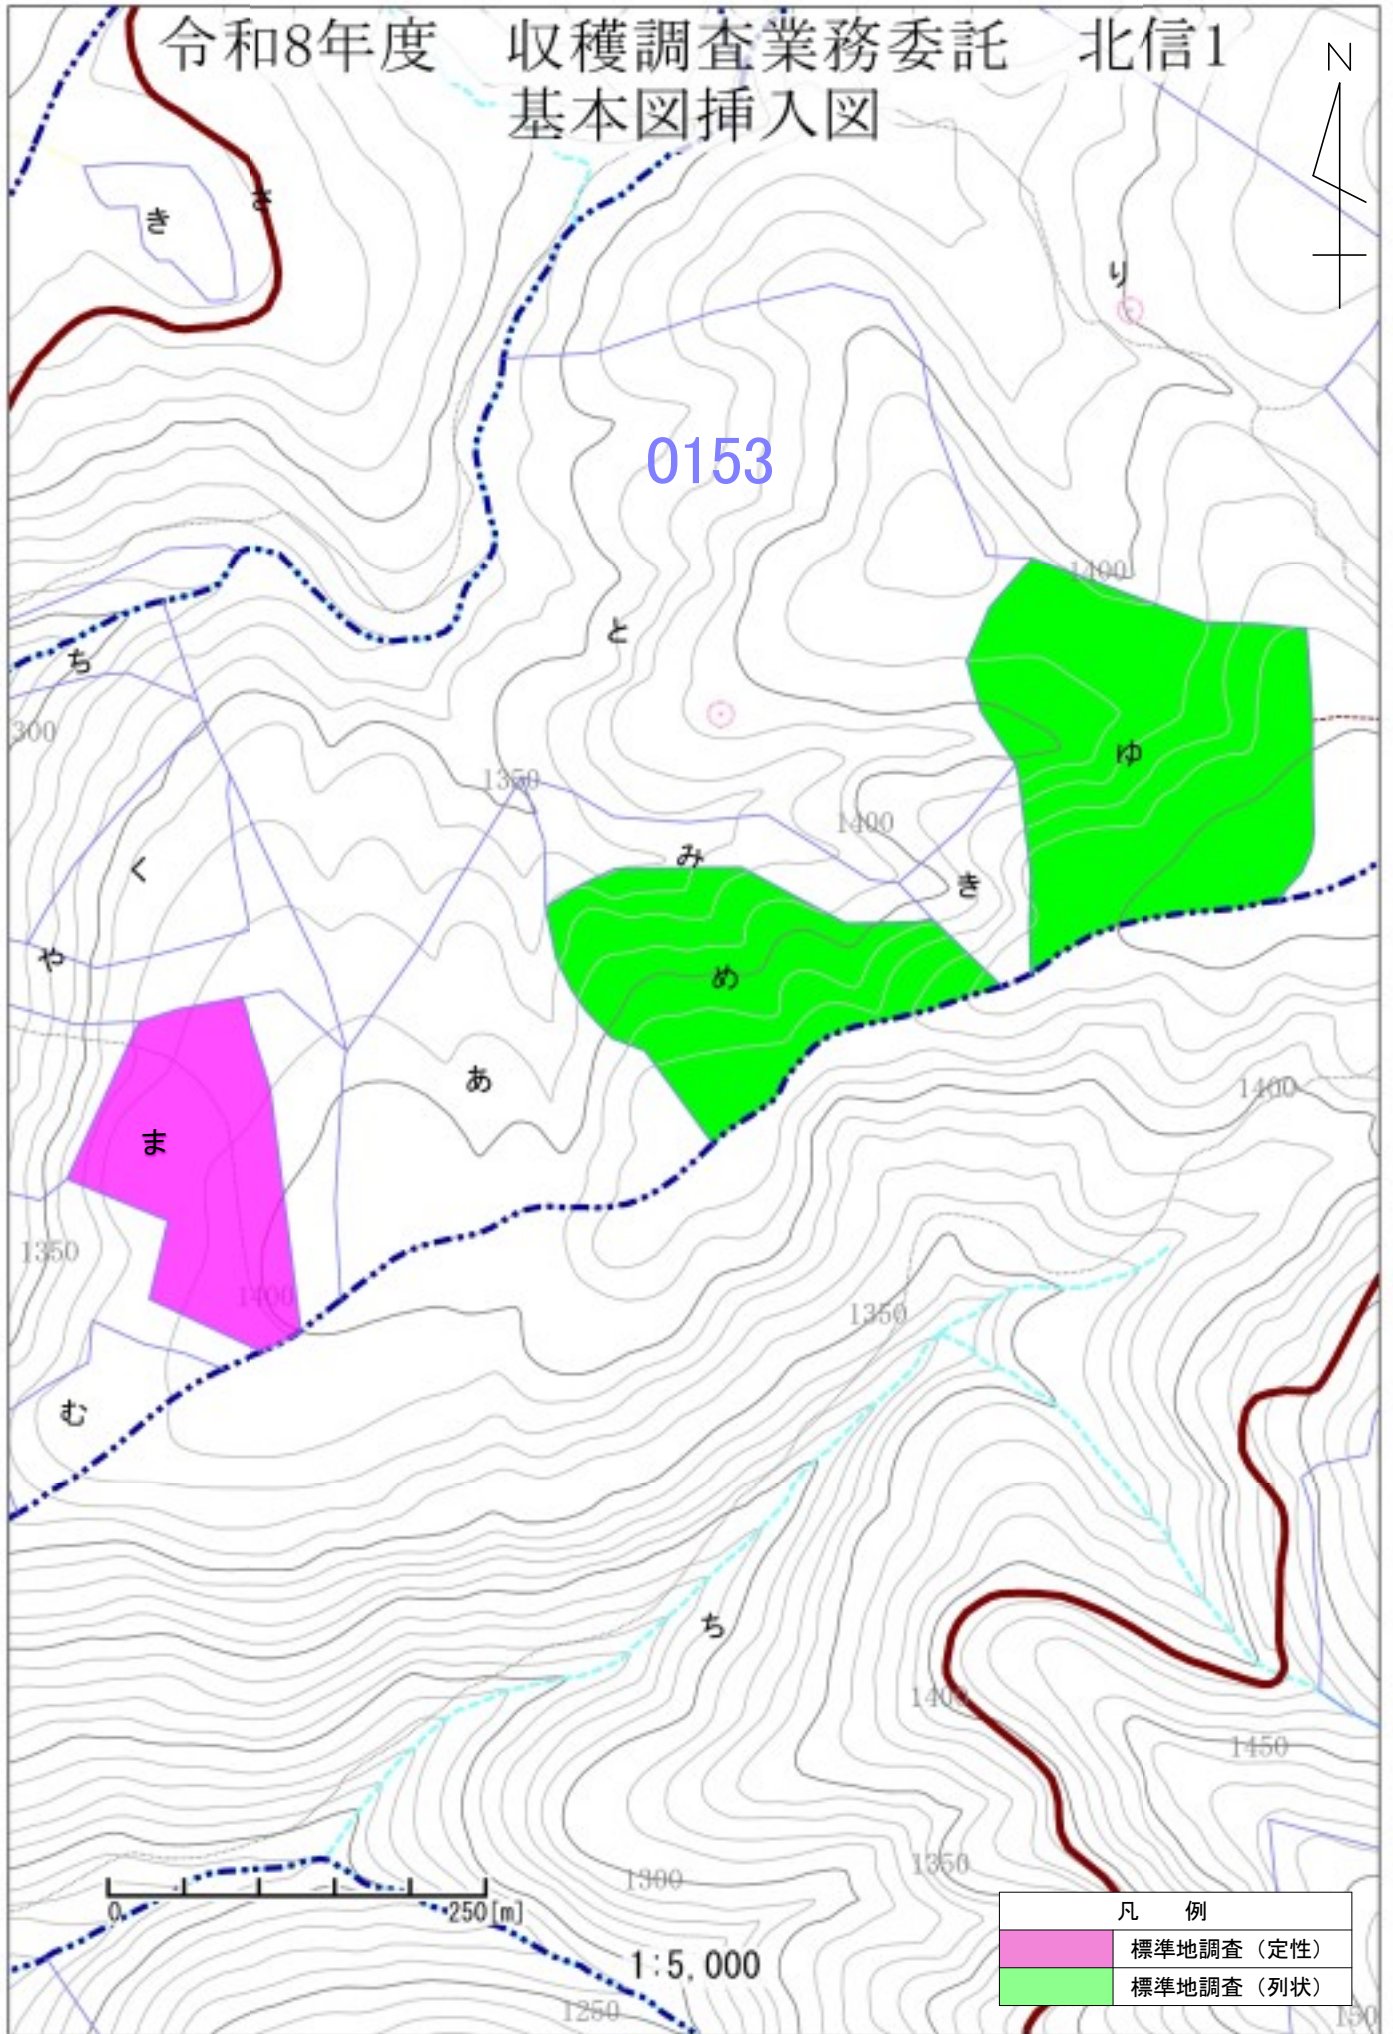 令和8年度　収穫調査業務委託　北信1
基本図挿入図
N
き
き
り
0153
1400
と
ち
300
ゆ
1350
1400
み
く
き
や
め
あ
1400
ま
1350
1400
1350
む
ち
1400
1450
1350
1300
0 250[m]
1:5,000
1250
凡　例
標準地調査（定性）
標準地調査（列状）